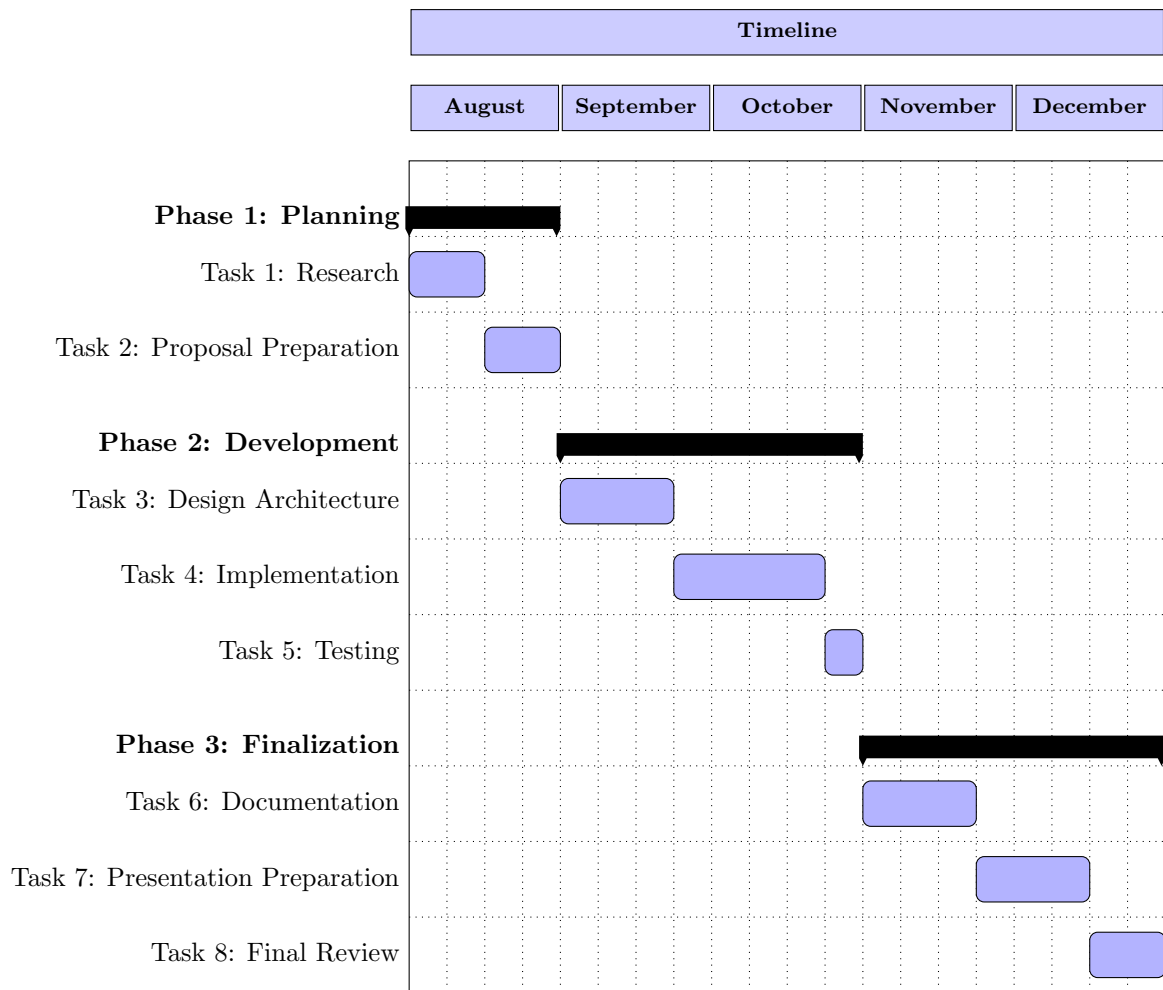 Timeline
August September October November December
Phase 1: Planning
Task 1: Research
Task 2: Proposal Preparation
Phase 2: Development
Task 3: Design Architecture
Task 4: Implementation
Task 5: Testing
Phase 3: Finalization
Task 6: Documentation
Task 7: Presentation Preparation
Task 8: Final Review